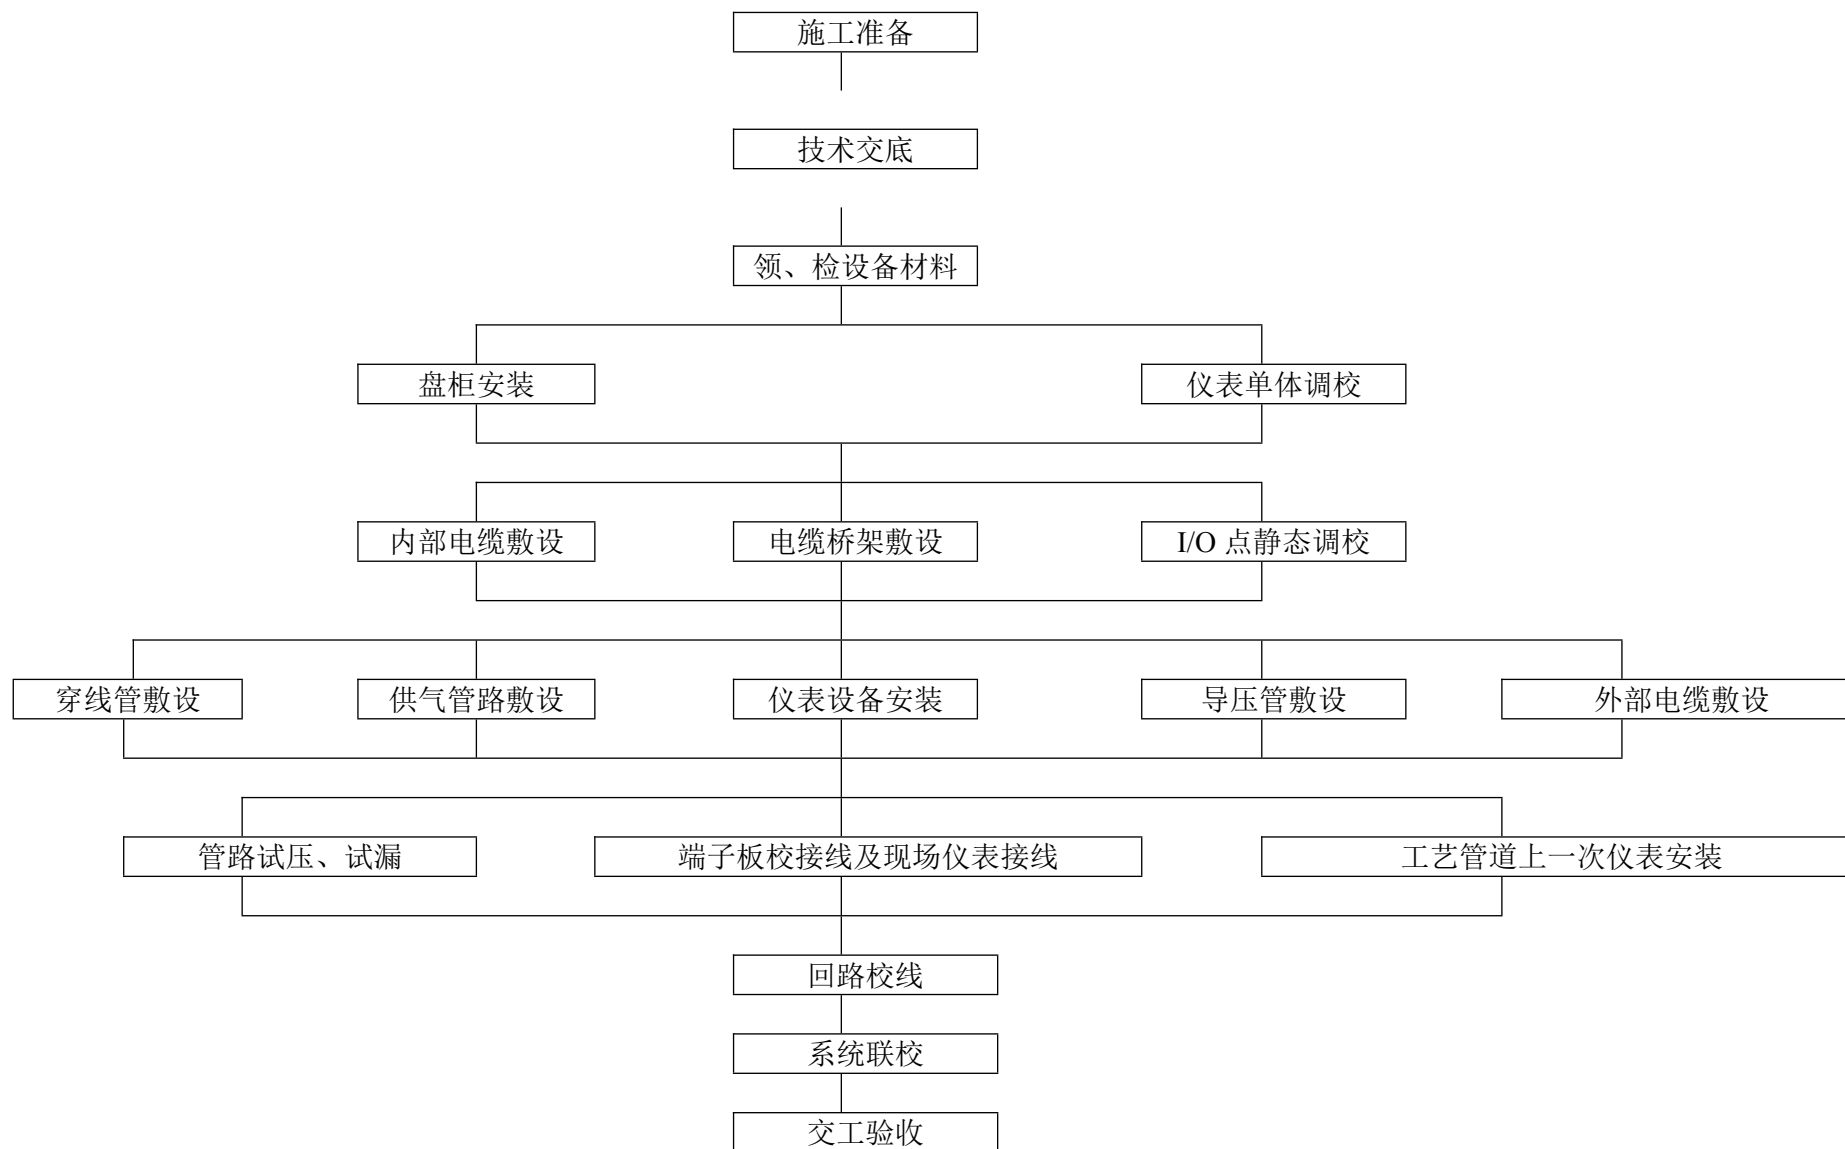 施工准备
技术交底
领、检设备材料
盘柜安装
仪表单体调校
内部电缆敷设
电缆桥架敷设
I/O 点静态调校
穿线管敷设
供气管路敷设
仪表设备安装
导压管敷设
外部电缆敷设
管路试压、试漏
端子板校接线及现场仪表接线
工艺管道上一次仪表安装
回路校线
系统联校
交工验收